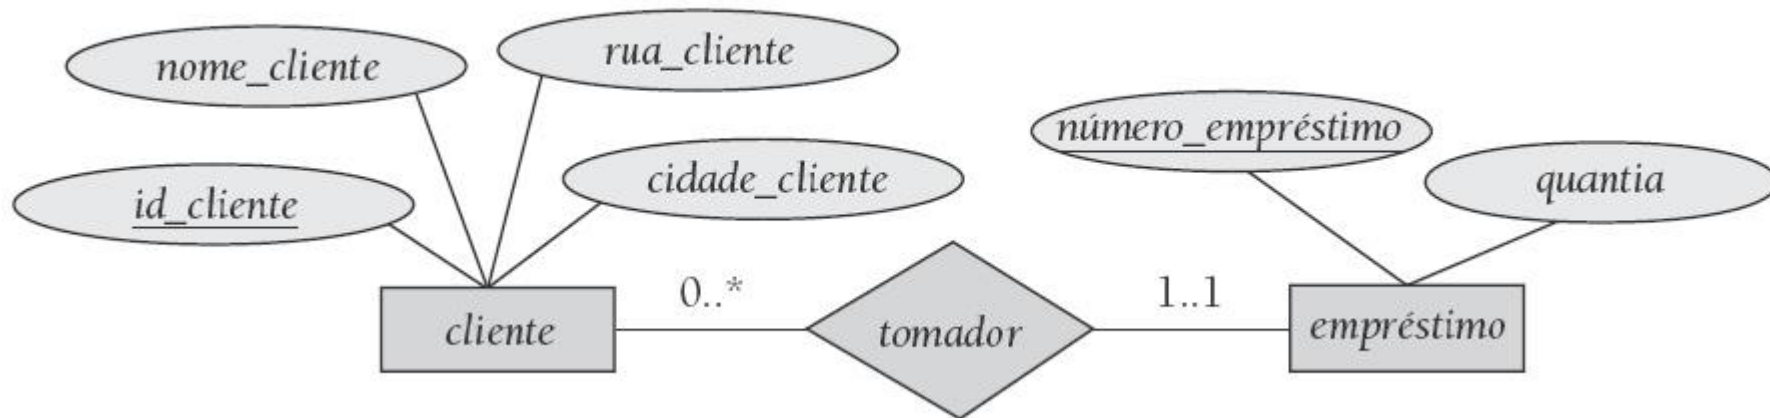 nome_cliente
rua_cliente
id_cliente
cidade_cliente
número_empréstimo
quantia
cliente
0..*
tomador
1..1
empréstimo